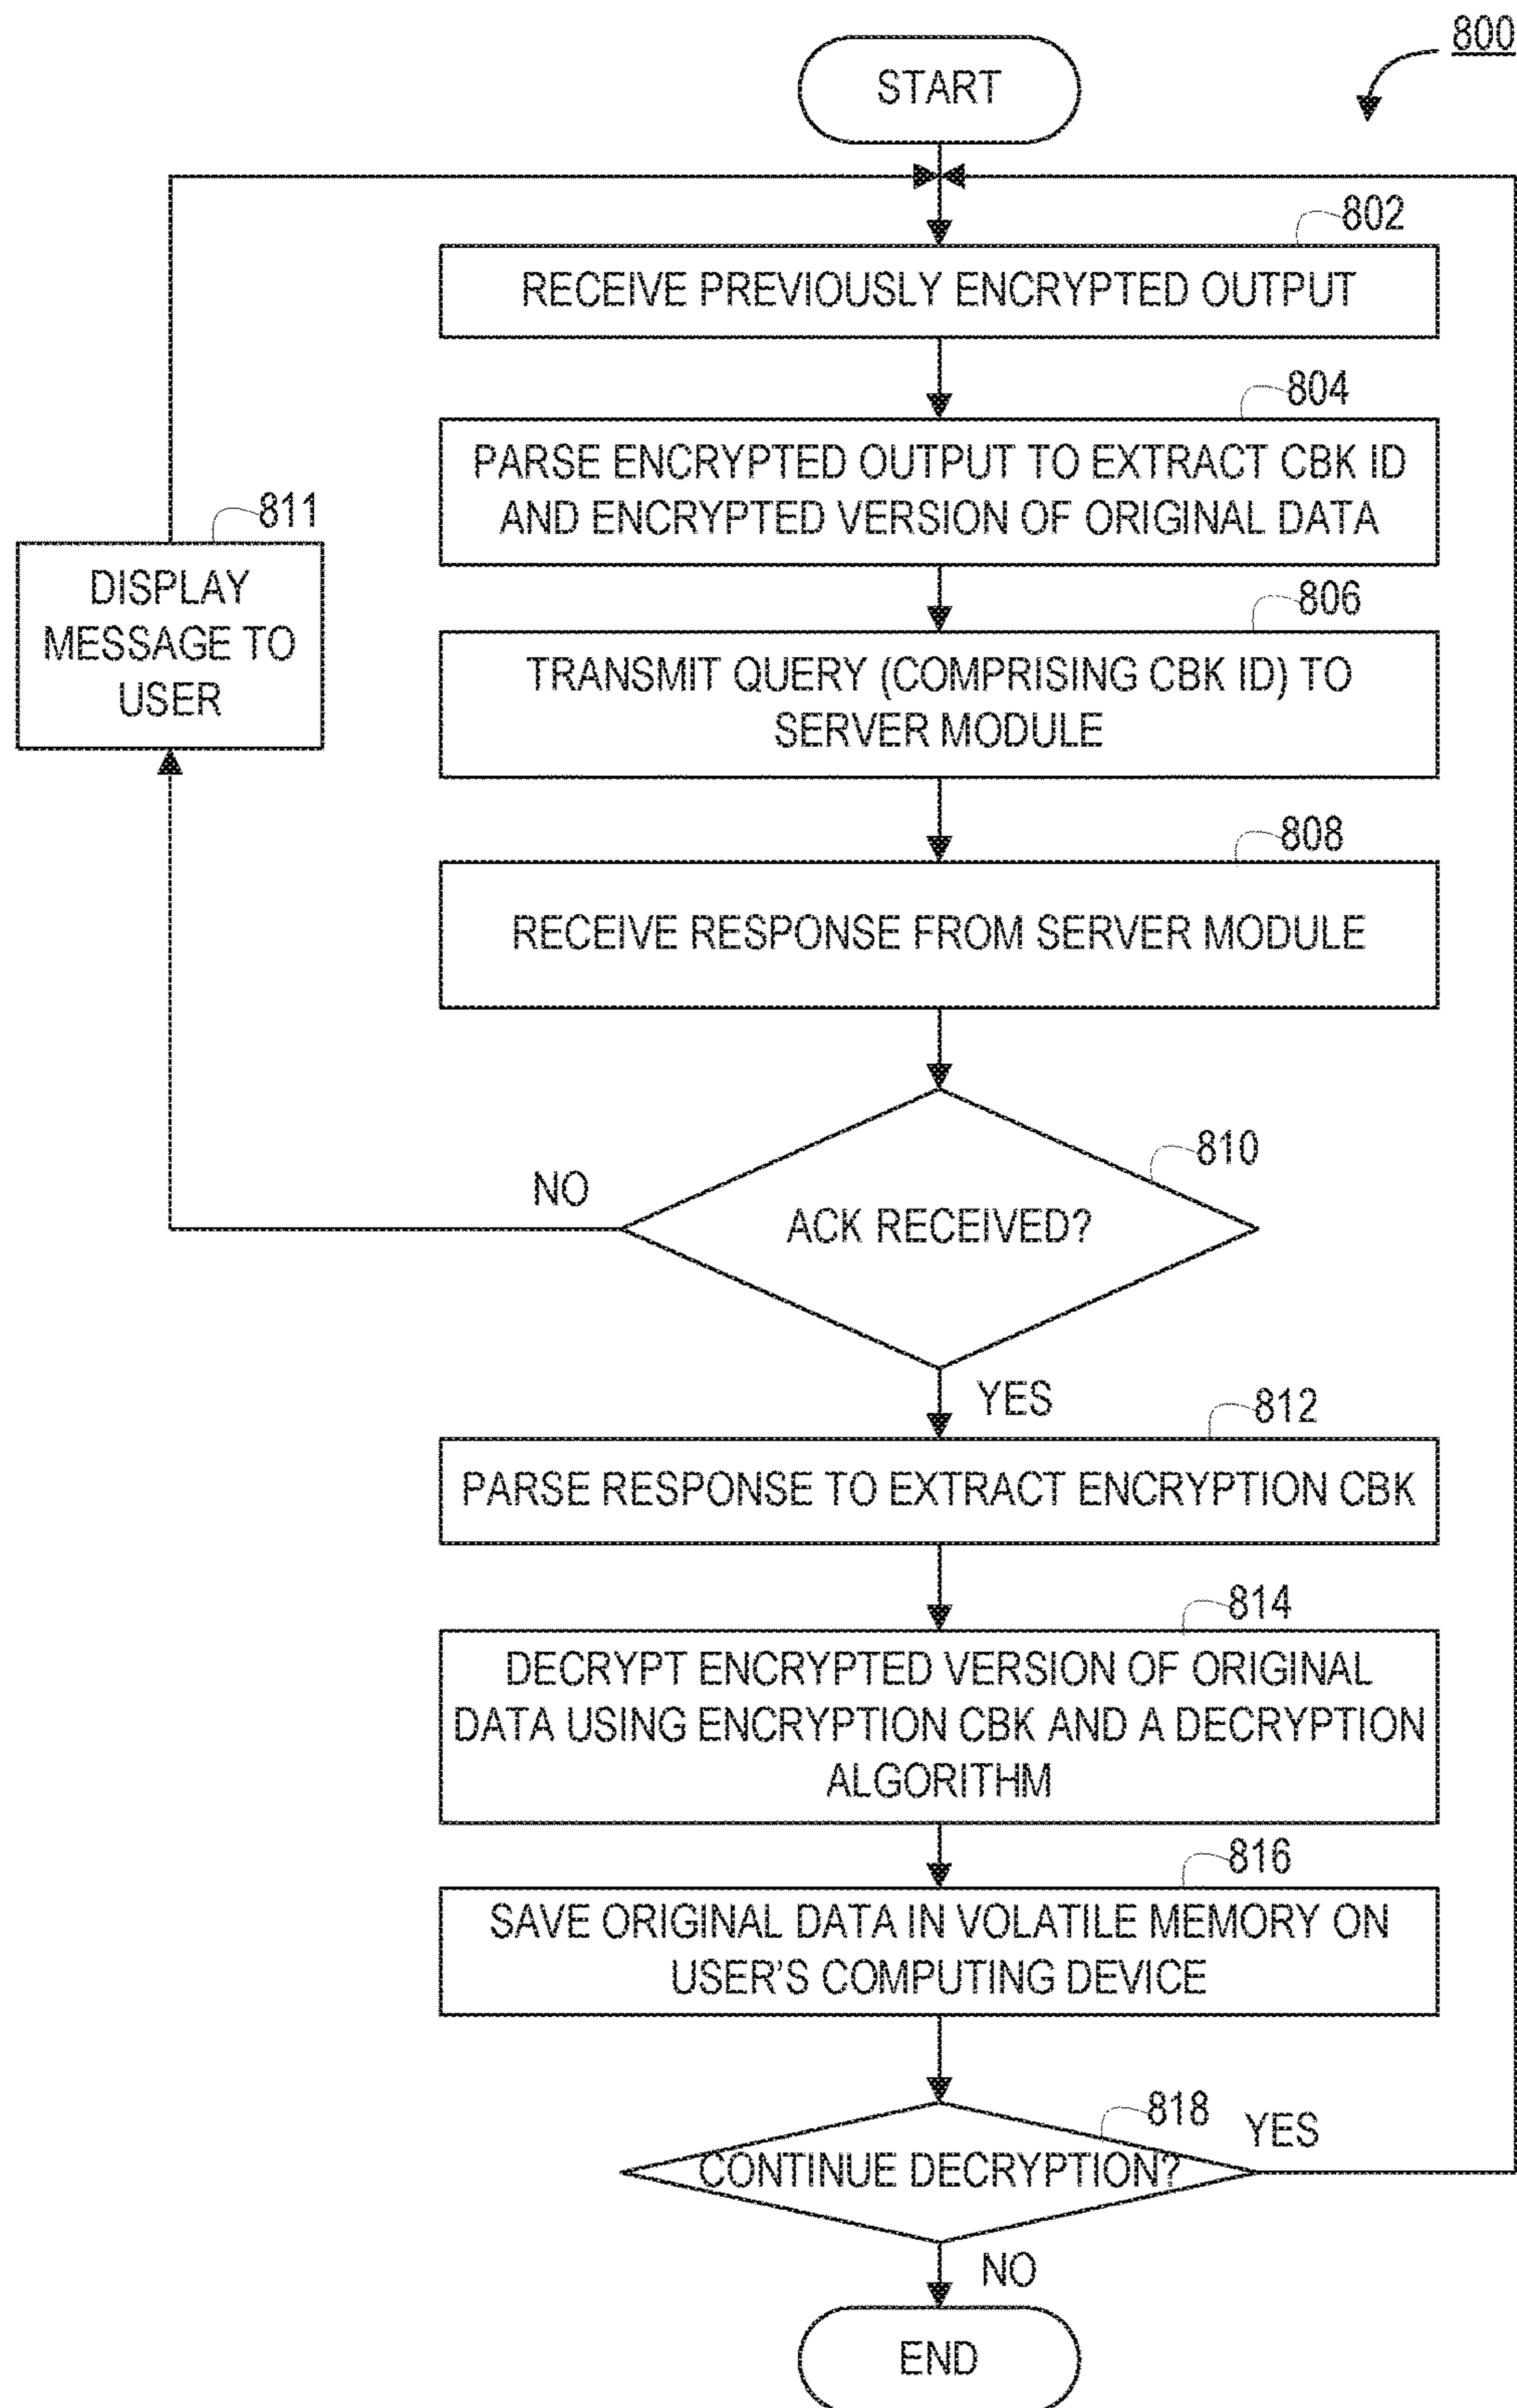 800
START
802
RECEIVE PREVIOUSLY ENCRYPTED OUTPUT
804
PARSE ENCRYPTED OUTPUT TO EXTRACT CBK ID
AND ENCRYPTED VERSION OF ORIGINAL DATA
811
DISPLAY
MESSAGE TO
USER
806
TRANSMIT QUERY (COMPRISING CBK ID) TO
SERVER MODULE
808
RECEIVE RESPONSE FROM SERVER MODULE
810
NO
ACK RECEIVED?
YES
812
PARSE RESPONSE TO EXTRACT ENCRYPTION CBK
814
DECRYPT ENCRYPTED VERSION OF ORIGINAL
DATA USING ENCRYPTION CBK AND A DECRYPTION
ALGORITHM
816
SAVE ORIGINAL DATA IN VOLATILE MEMORY ON
USER'S COMPUTING DEVICE
818
YES
CONTINUE DECRYPTION?
NO
END